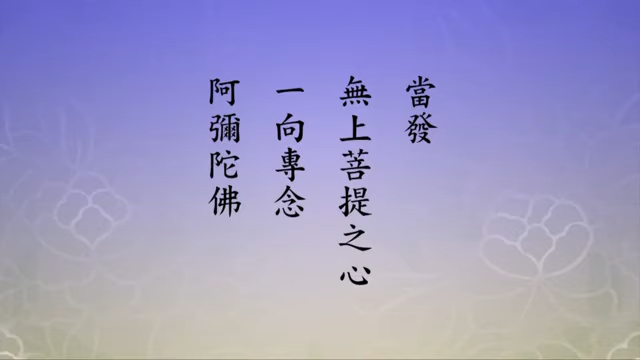 當發
無上菩提之心
一向專念
阿彌陀佛